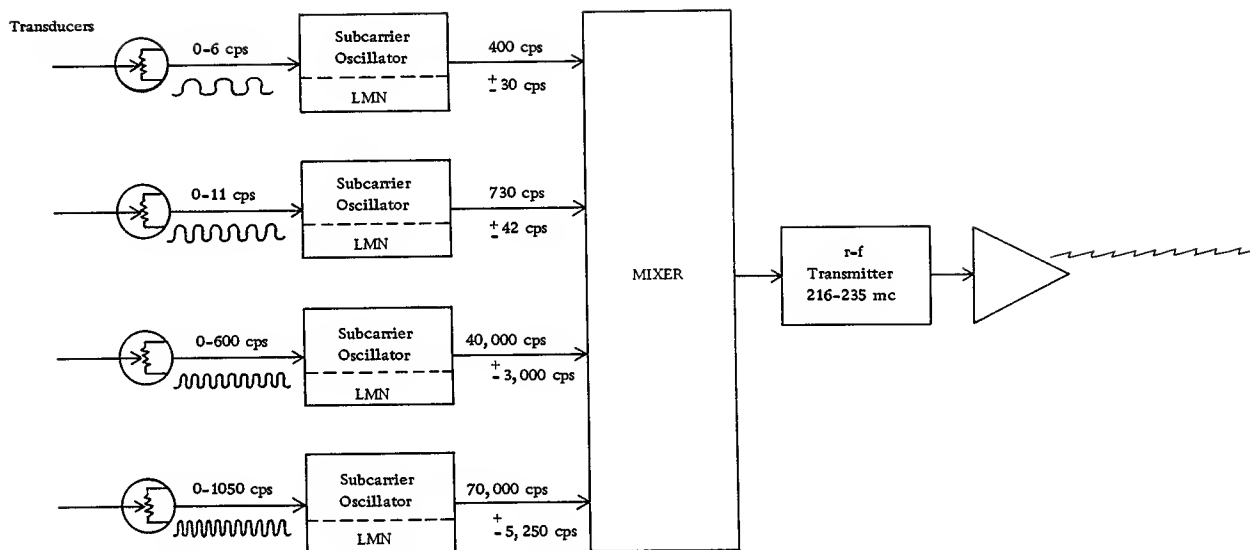 Transducers
0-6 cps
Subcarrier
Oscillator
LMN
400 cps
± 30 cps
0-11 cps
Subcarrier
Oscillator
LMN
730 cps
± 42 cps
0-600 cps
Subcarrier
Oscillator
LMN
40,000 cps
± 3,000 cps
0-1050 cps
Subcarrier
Oscillator
LMN
70,000 cps
± 5,250 cps
MIXER
r-f
Transmitter
216-235 mc